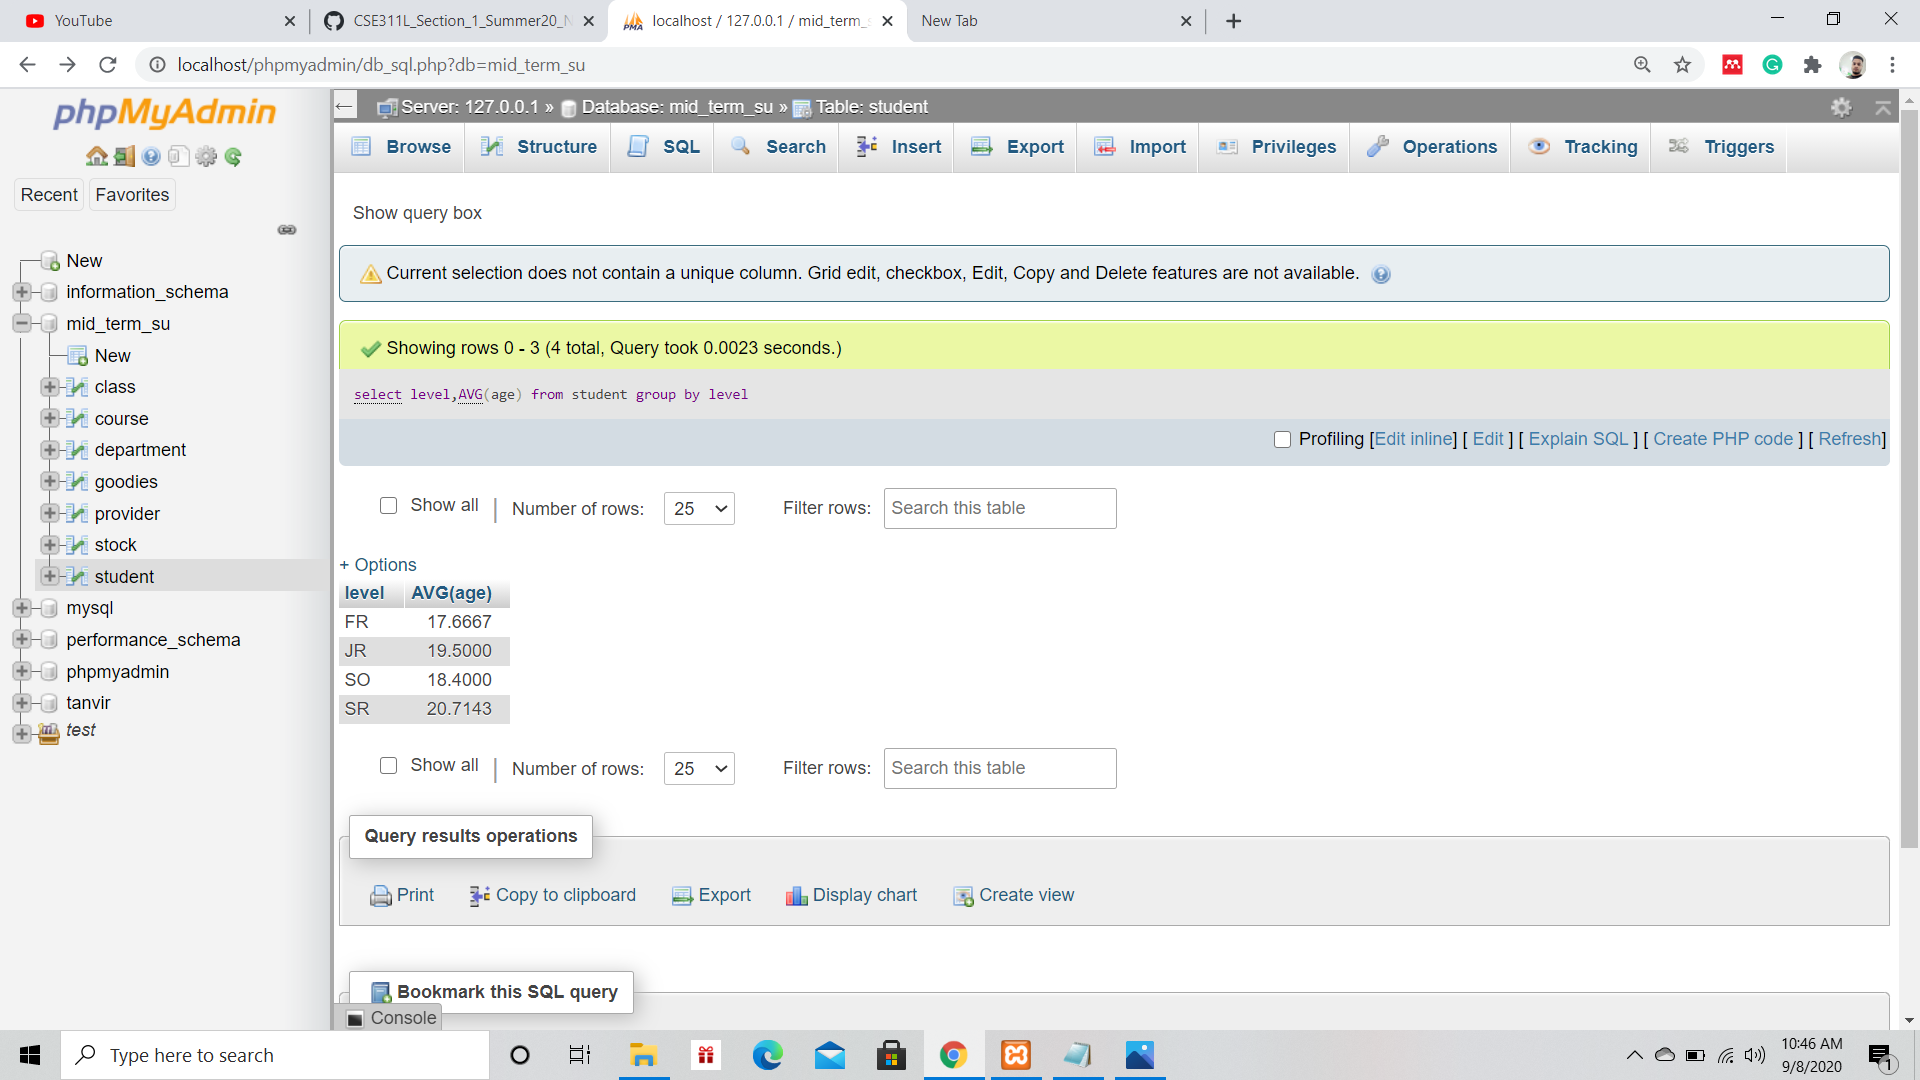 YouTube
CSE311L_Section_1_Summer20_N
localhost / 127.0.0.1 / mid_term_s
New Tab
localhost/phpmyadmin/db_sql.php?db=mid_term_su
phpMyAdmin
Recent
Favorites
New
information_schema
mid_term_su
New
class
course
department
goodies
provider
stock
student
mysql
performance_schema
phpmyadmin
tanvir
test
Server: 127.0.0.1 » Database: mid_term_su » Table: student
Browse
Structure
SQL
Search
Insert
Export
Import
Privileges
Operations
Tracking
Triggers
Show query box
Current selection does not contain a unique column. Grid edit, checkbox, Edit, Copy and Delete features are not available.
Showing rows 0 - 3 (4 total, Query took 0.0023 seconds.)
select level,AVG(age) from student group by level
Profiling [Edit inline] [ Edit ] [ Explain SQL ] [ Create PHP code ] [ Refresh]
Show all | Number of rows: 25 Filter rows: Search this table
+ Options
level AVG(age)
FR 17.6667
JR 19.5000
SO 18.4000
SR 20.7143
Show all | Number of rows: 25 Filter rows: Search this table
Query results operations
Print
Copy to clipboard
Export
Display chart
Create view
Bookmark this SQL query
Console
Type here to search
10:46 AM
9/8/2020
1